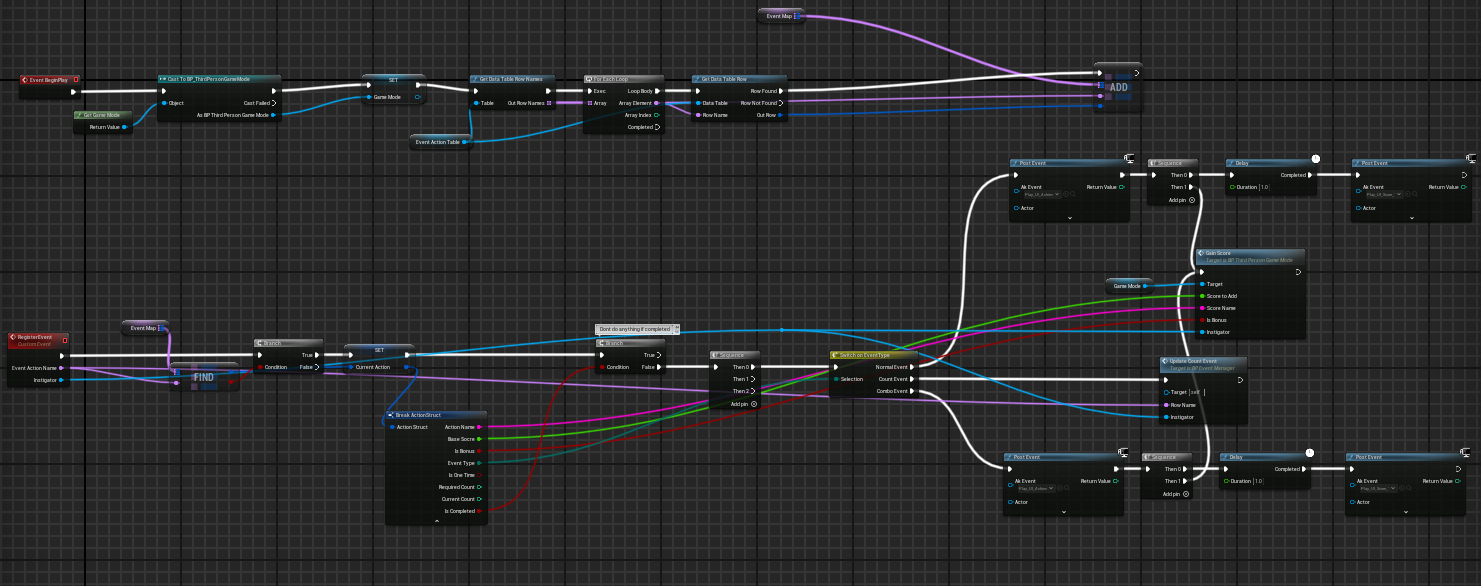 Event Map
Event BeginPlay
Cast To BP_ThirdPersonGameMode
Object
Cast Failed
As BP Third Person Game Mode
Get Game Mode
Return Value
SET
Game Mode
Get Data Table Row Names
Table
Out Row Names
Event Action Table
For Each Loop
Exec
Loop Body
Array
Array Element
Array Index
Completed
Get Data Table Row
Row Found
Data Table
Row Not Found
Row Name
Out Row
ADD
Post Event
Ak Event
Return Value
Play_UI_Action
Actor
Sequence
Then 0
Then 1
Add pin
Delay
Completed
Duration 1.0
Post Event
Ak Event
Return Value
Play_UI_Score
Actor
Gain Score
Target is BP Third Person Game Mode
Game Mode
Target
Score to Add
Score Name
Is Bonus
Instigator
RegisterEvent
Custom Event
Event Action Name
Instigator
Event Map
FIND
Branch
True
Condition
False
SET
Current Action
Break ActionStruct
Action Struct
Action Name
Base Socre
Is Bonus
Event Type
Is One Time
Required Count
Current Count
Is Completed
Dont do anything if completed
Branch
True
Condition
False
Sequence
Then 0
Then 1
Then 2
Add pin
Switch on EventType
Normal Event
Selection
Count Event
Combo Event
Update Count Event
Target is BP Event Manager
Target self
Row Name
Instigator
Post Event
Ak Event
Return Value
Play_UI_Action
Actor
Sequence
Then 0
Then 1
Add pin
Delay
Completed
Duration 1.0
Post Event
Ak Event
Return Value
Play_UI_Score
Actor